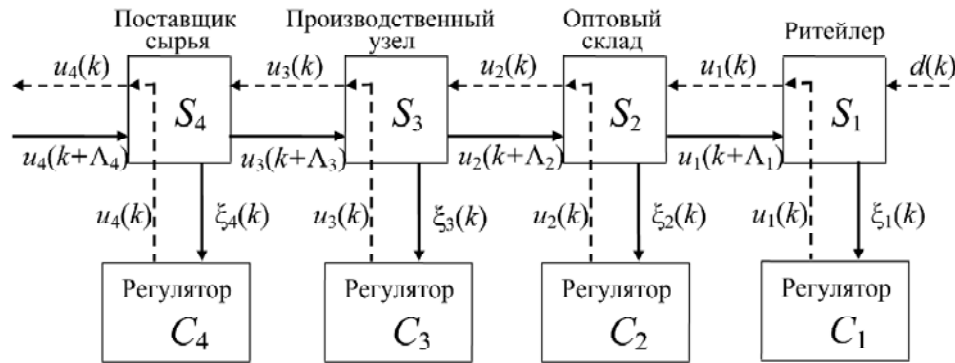 Поставщик сырья
Производственный узел
Оптовый склад
Ритейлер
u₄(k)
u₃(k)
u₂(k)
u₁(k)
d(k)
S₄
S₃
S₂
S₁
u₄(k+Λ₄)
u₃(k+Λ₃)
u₂(k+Λ₂)
u₁(k+Λ₁)
u₄(k)
ξ₄(k)
u₃(k)
ξ₃(k)
u₂(k)
ξ₂(k)
u₁(k)
ξ₁(k)
Регулятор
C₄
Регулятор
C₃
Регулятор
C₂
Регулятор
C₁